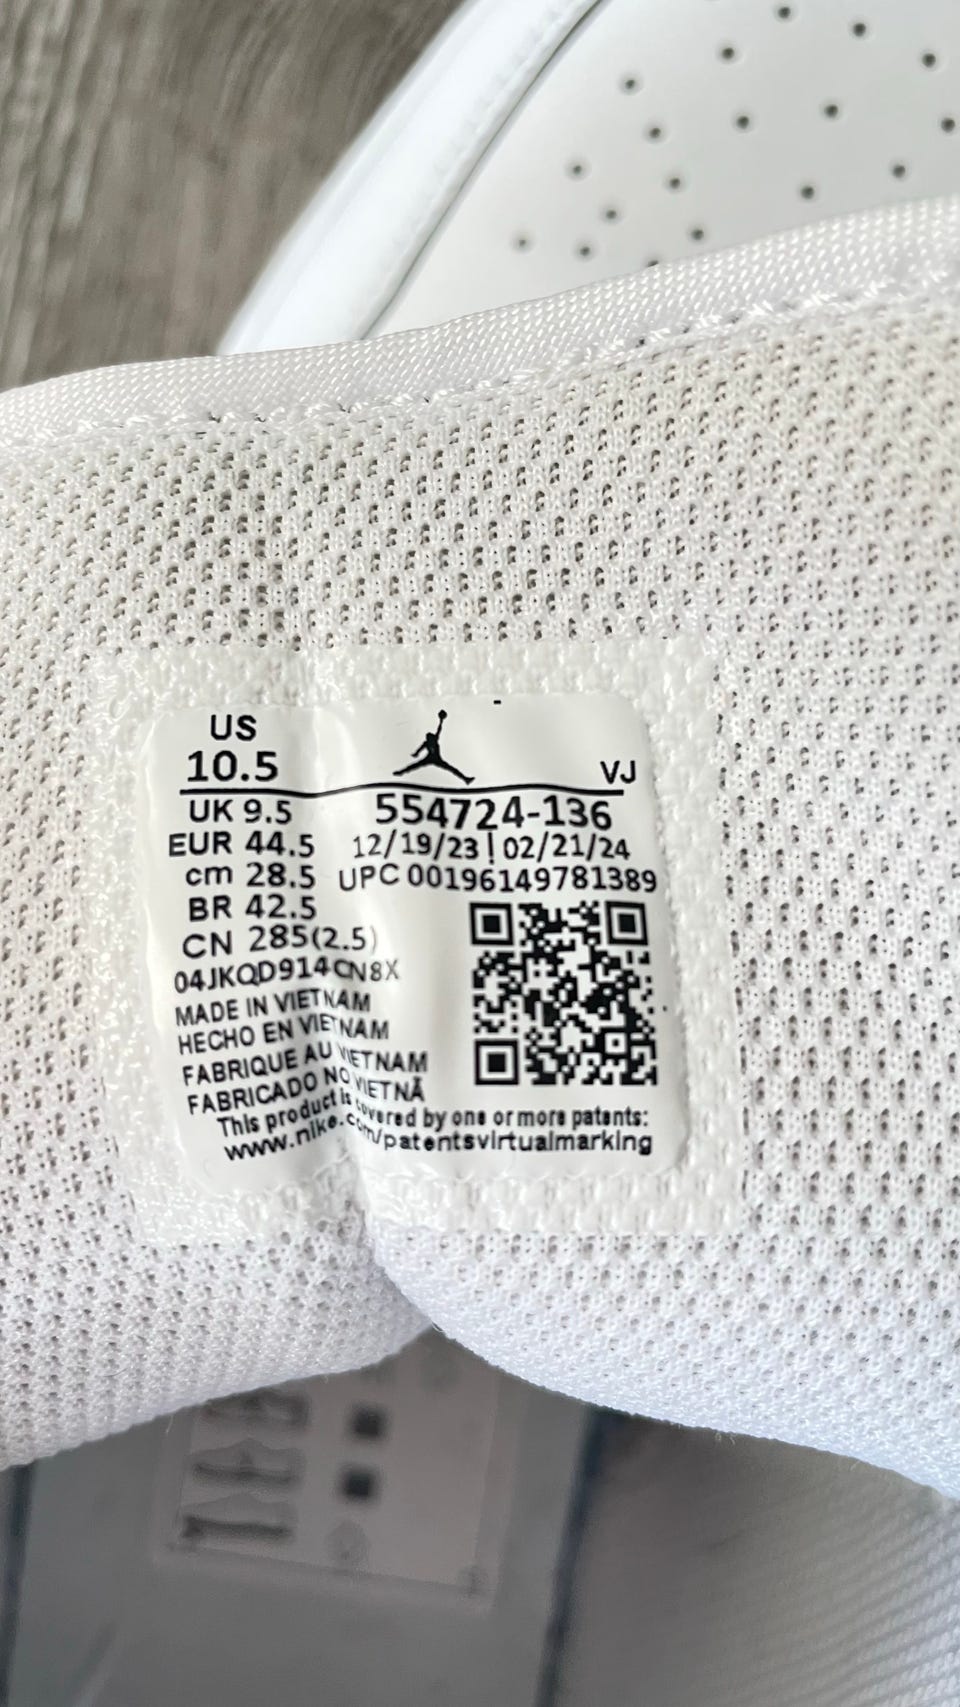 US
10.5
VJ
UK 9.5
554724-136
EUR 44.5
12/19/23 | 02/21/24
cm 28.5
UPC 00196149781389
BR 42.5
CN 285(2.5)
04JKQD914CN8X
MADE IN VIETNAM
HECHO EN VIETNAM
FABRIQUE AU VIETNAM
FABRICADO NO VIETNÃ
This product is covered by one or more patents:
www.nike.com/patentsvirtualmarking